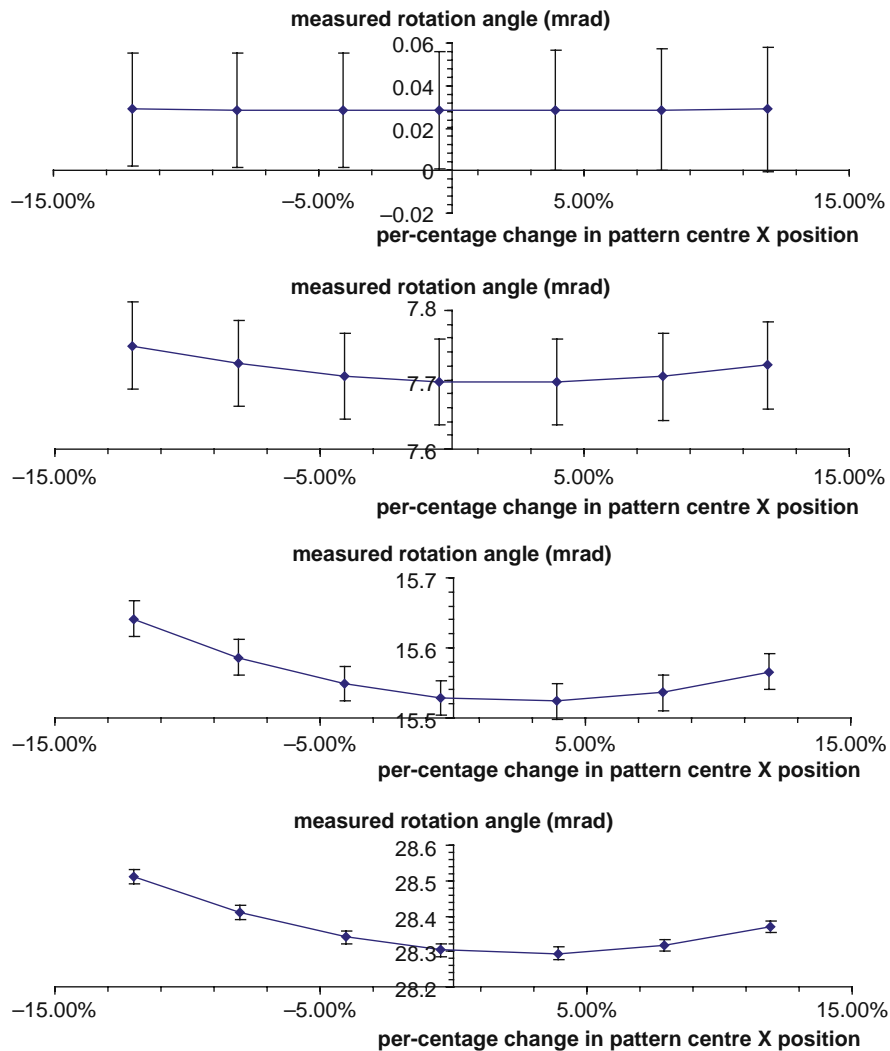 measured rotation angle (mrad)
0.06
0.04
0.02
0
–0.02
–15.00% –5.00% 5.00% 15.00%
per-centage change in pattern centre X position
measured rotation angle (mrad)
7.8
7.7
7.6
–15.00% –5.00% 5.00% 15.00%
per-centage change in pattern centre X position
measured rotation angle (mrad)
15.7
15.6
15.5
–15.00% –5.00% 5.00% 15.00%
per-centage change in pattern centre X position
measured rotation angle (mrad)
28.6
28.5
28.4
28.3
28.2
–15.00% –5.00% 5.00% 15.00%
per-centage change in pattern centre X position